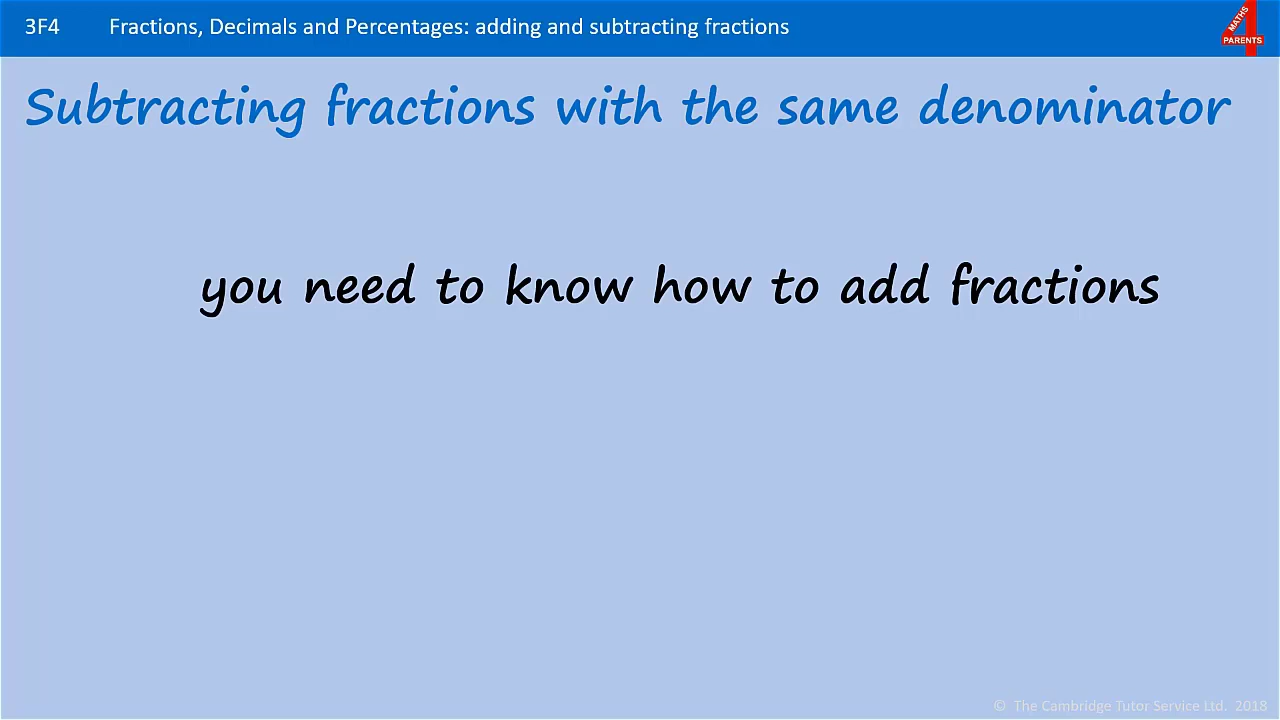 3F4 Fractions, Decimals and Percentages: adding and subtracting fractions
MATHS
4
PARENTS
Subtracting fractions with the same denominator
you need to know how to add fractions
© The Cambridge Tutor Service Ltd. 2018